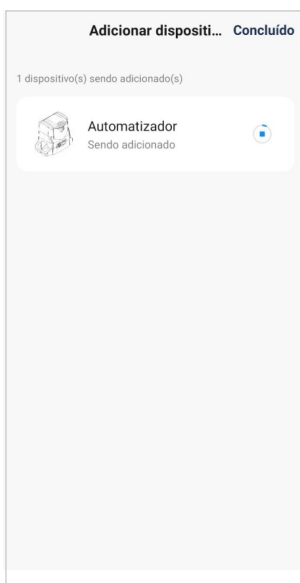 Adicionar dispositi... Concluído
1 dispositivo(s) sendo adicionado(s)
Automatizador
Sendo adicionado